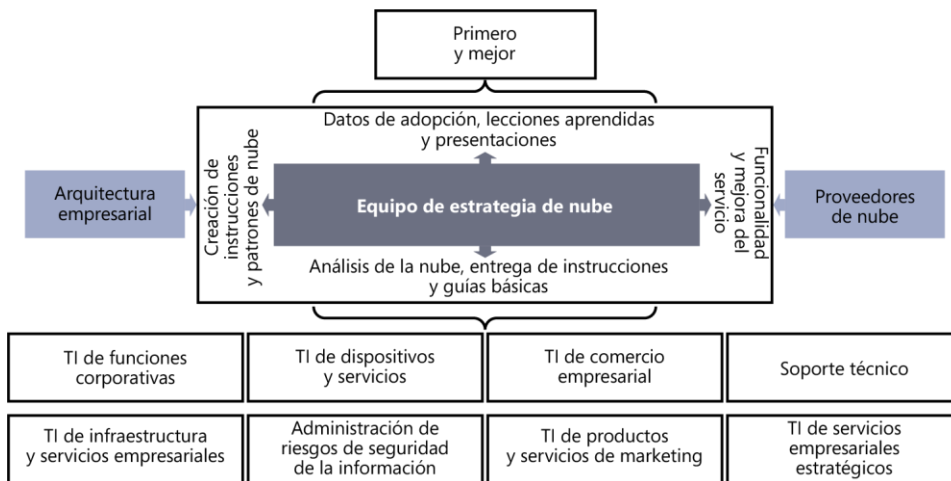 Primero
y mejor
Datos de adopción, lecciones aprendidas
y presentaciones
Arquitectura
empresarial
Creación de
instrucciones
y patrones de nube
Equipo de estrategia de nube
Funcionalidad
y mejora del
servicio
Proveedores
de nube
Análisis de la nube, entrega de instrucciones
y guías básicas
TI de funciones
corporativas
TI de dispositivos
y servicios
TI de comercio
empresarial
Soporte técnico
TI de infraestructura
y servicios empresariales
Administración de
riesgos de seguridad
de la información
TI de productos
y servicios de marketing
TI de servicios
empresariales
estratégicos